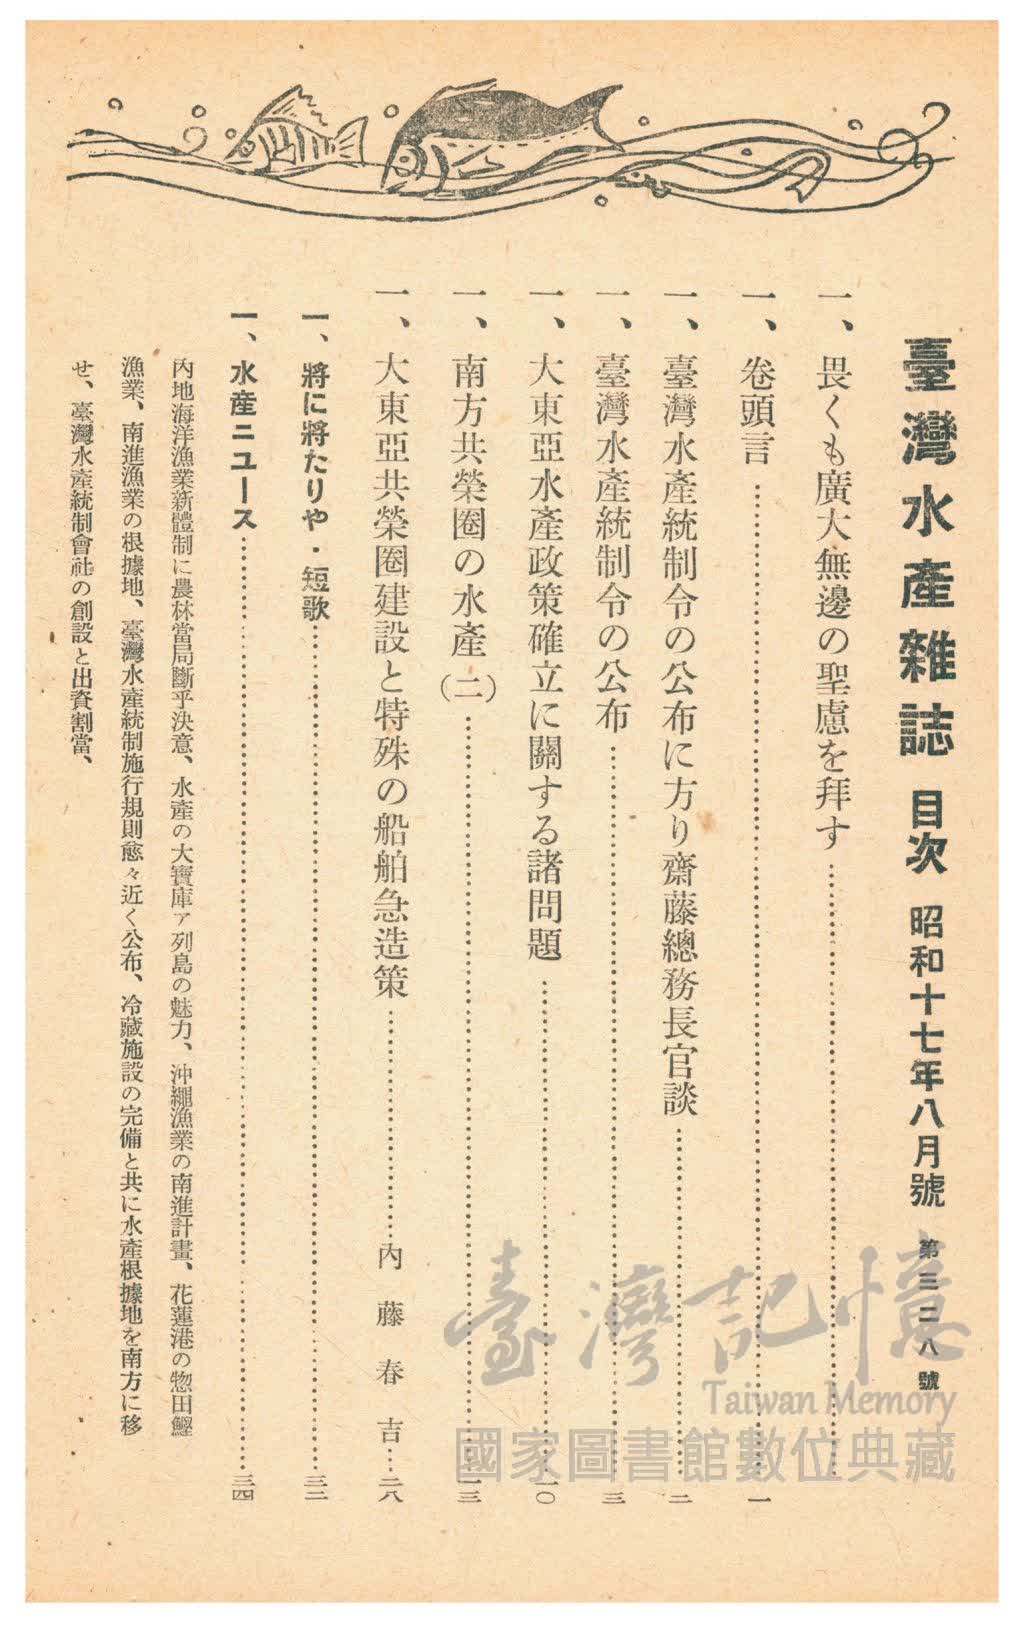 臺灣水產雜誌 目次 昭和十七年八月號 第三二八號
一、畏くも廣大無邊の聖慮を拜す……
一、卷頭言……一
一、臺灣水產統制令の公布に方り齋藤總務長官談……二
一、臺灣水產統制令の公布……三
一、大東亞水產政策確立に關する諸問題……一〇
一、南方共榮圈の水產（二）……一三
一、大東亞共榮圈建設と特殊の船舶急造策……內藤春吉……二八
一、將に將たりや・短歌……三二
一、水産ニユース……三四
內地海洋漁業新體制に農林當局斷乎決意、水產の大寶庫ア列島の魅力、沖繩漁業の南進計畫、花蓮港の惣田鰹
漁業、南進漁業の根據地、臺灣水產統制施行規則愈々近く公布、冷藏施設の完備と共に水產根據地を南方に移
せ、臺灣水產統制會社の創設と出資割當、
臺灣記憶
Taiwan Memory
國家圖書館數位典藏